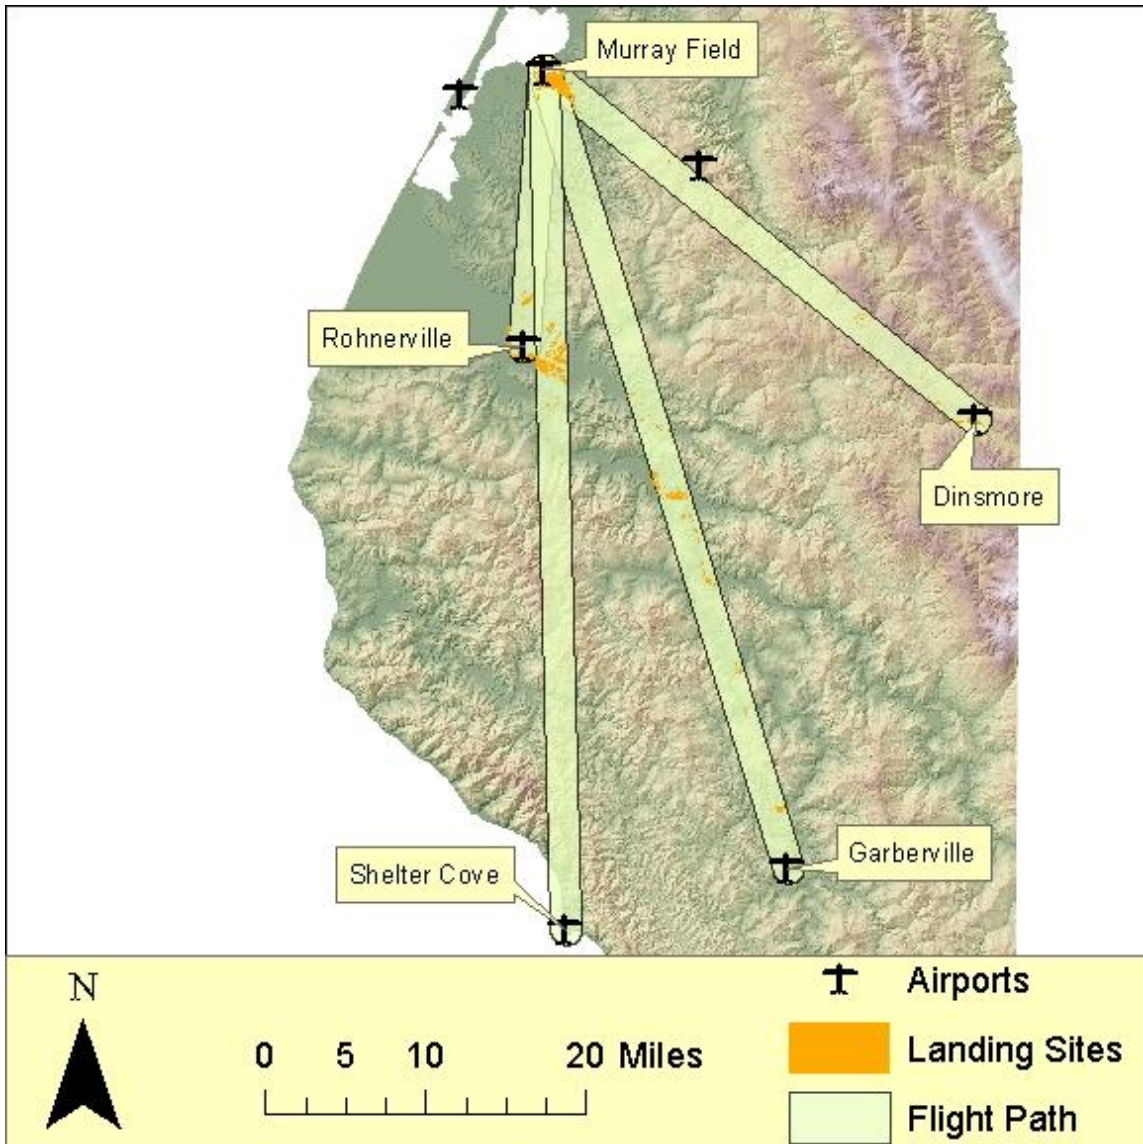 Murray Field
Rohnerville
Dinsmore
Garberville
Shelter Cove
N
0 5 10 20 Miles
Airports
Landing Sites
Flight Path